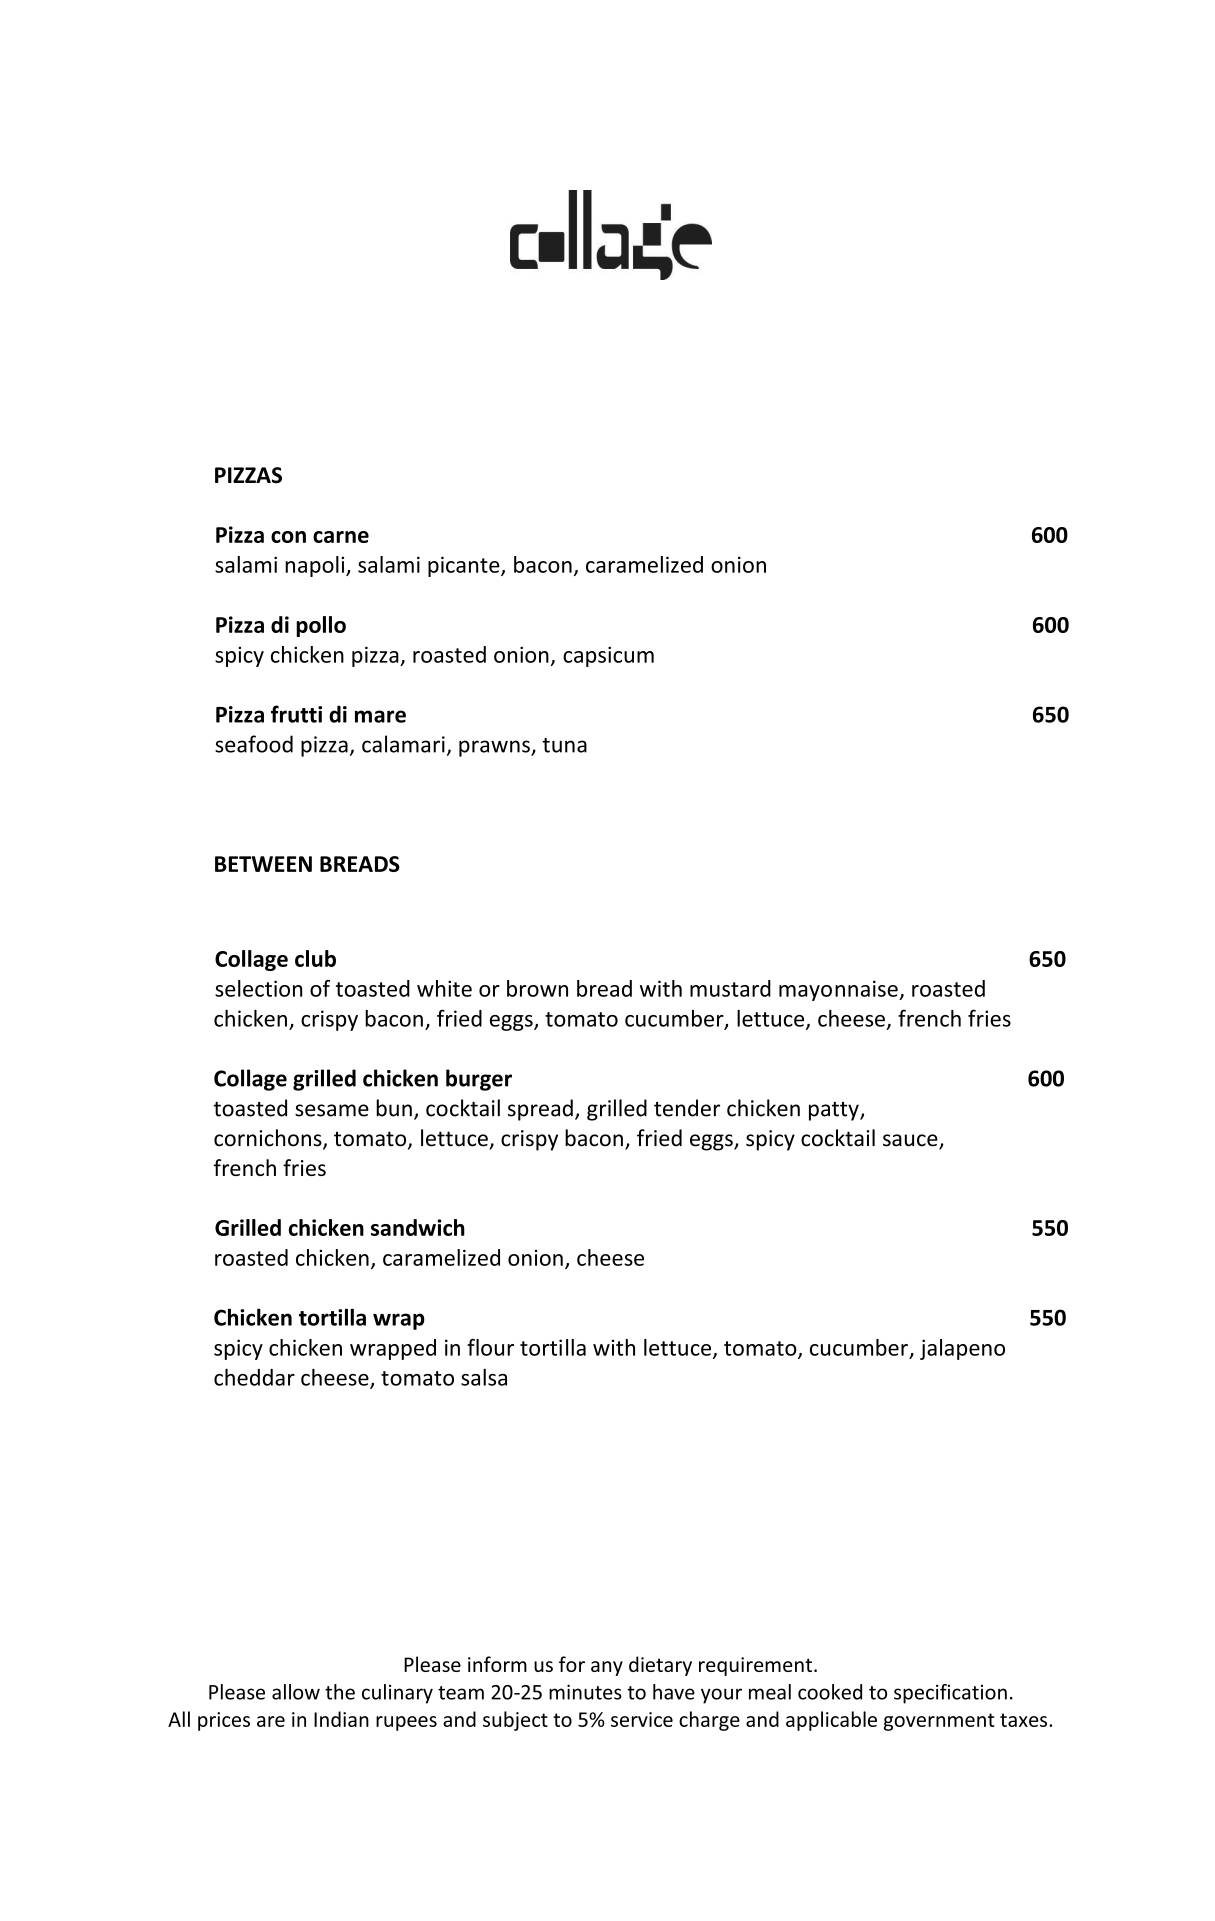 collage
PIZZAS
Pizza con carne 600
salami napoli, salami picante, bacon, caramelized onion
Pizza di pollo 600
spicy chicken pizza, roasted onion, capsicum
Pizza frutti di mare 650
seafood pizza, calamari, prawns, tuna
BETWEEN BREADS
Collage club 650
selection of toasted white or brown bread with mustard mayonnaise, roasted
chicken, crispy bacon, fried eggs, tomato cucumber, lettuce, cheese, french fries
Collage grilled chicken burger 600
toasted sesame bun, cocktail spread, grilled tender chicken patty,
cornichons, tomato, lettuce, crispy bacon, fried eggs, spicy cocktail sauce,
french fries
Grilled chicken sandwich 550
roasted chicken, caramelized onion, cheese
Chicken tortilla wrap 550
spicy chicken wrapped in flour tortilla with lettuce, tomato, cucumber, jalapeno
cheddar cheese, tomato salsa
Please inform us for any dietary requirement.
Please allow the culinary team 20-25 minutes to have your meal cooked to specification.
All prices are in Indian rupees and subject to 5% service charge and applicable government taxes.